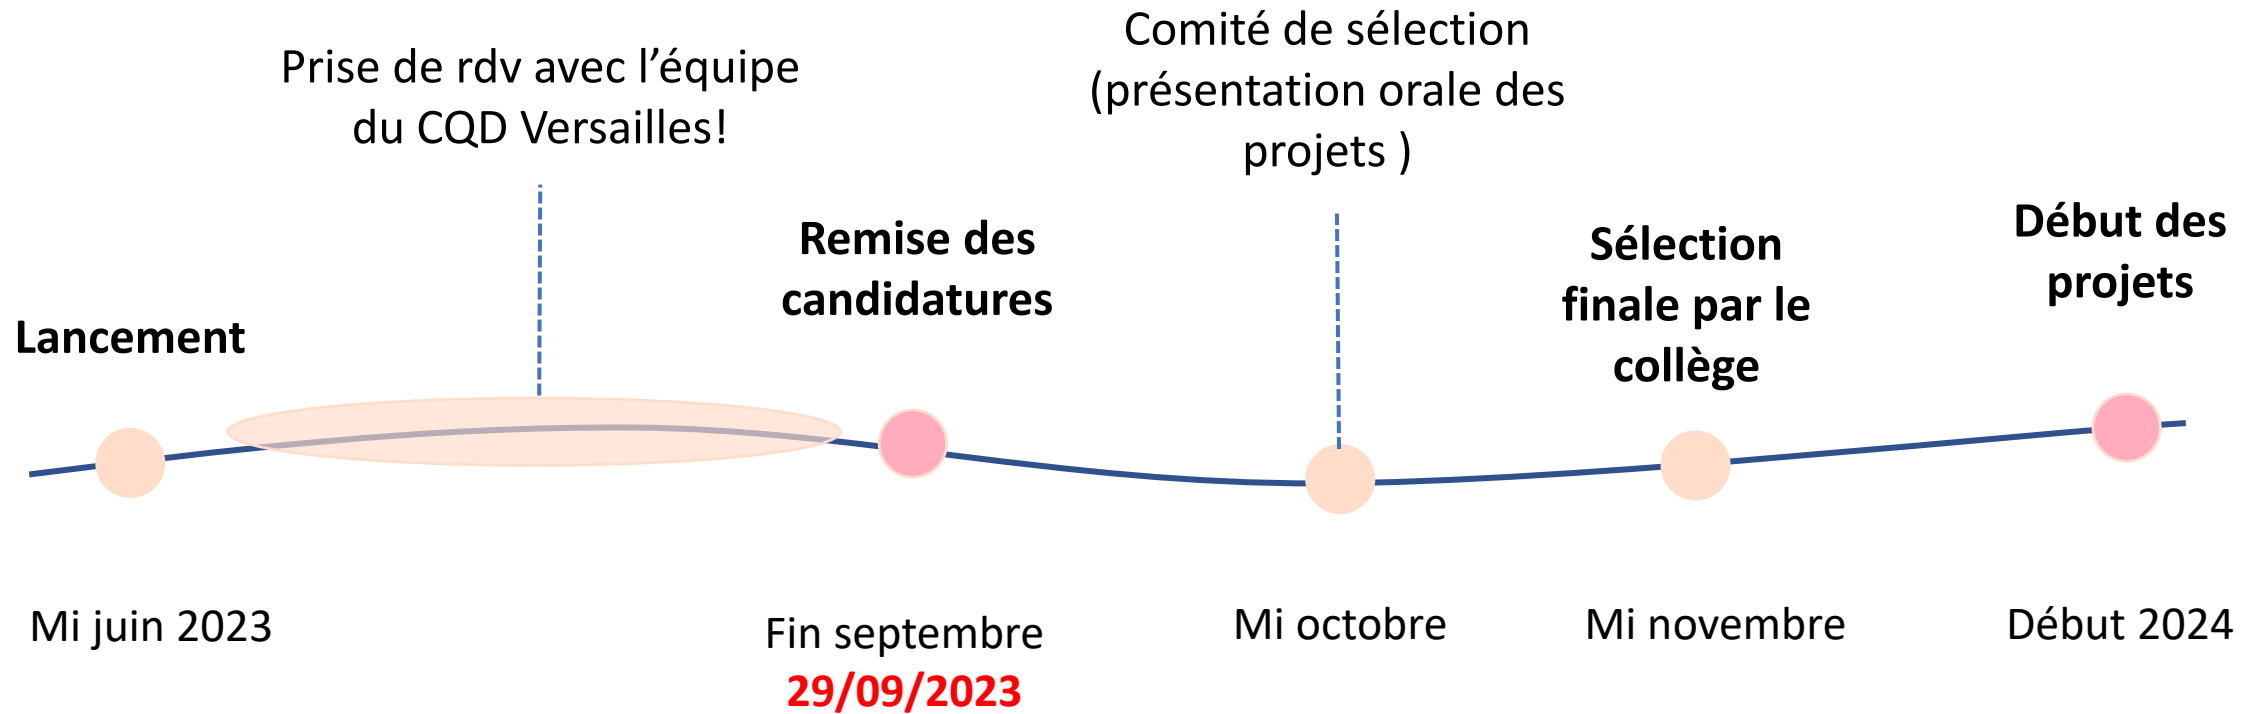 Prise de rdv avec l’équipe
du CQD Versailles!
Comité de sélection
(présentation orale des
projets )
Lancement
Remise des
candidatures
Sélection
finale par le
collège
Début des
projets
Mi juin 2023
Fin septembre
29/09/2023
Mi octobre
Mi novembre
Début 2024